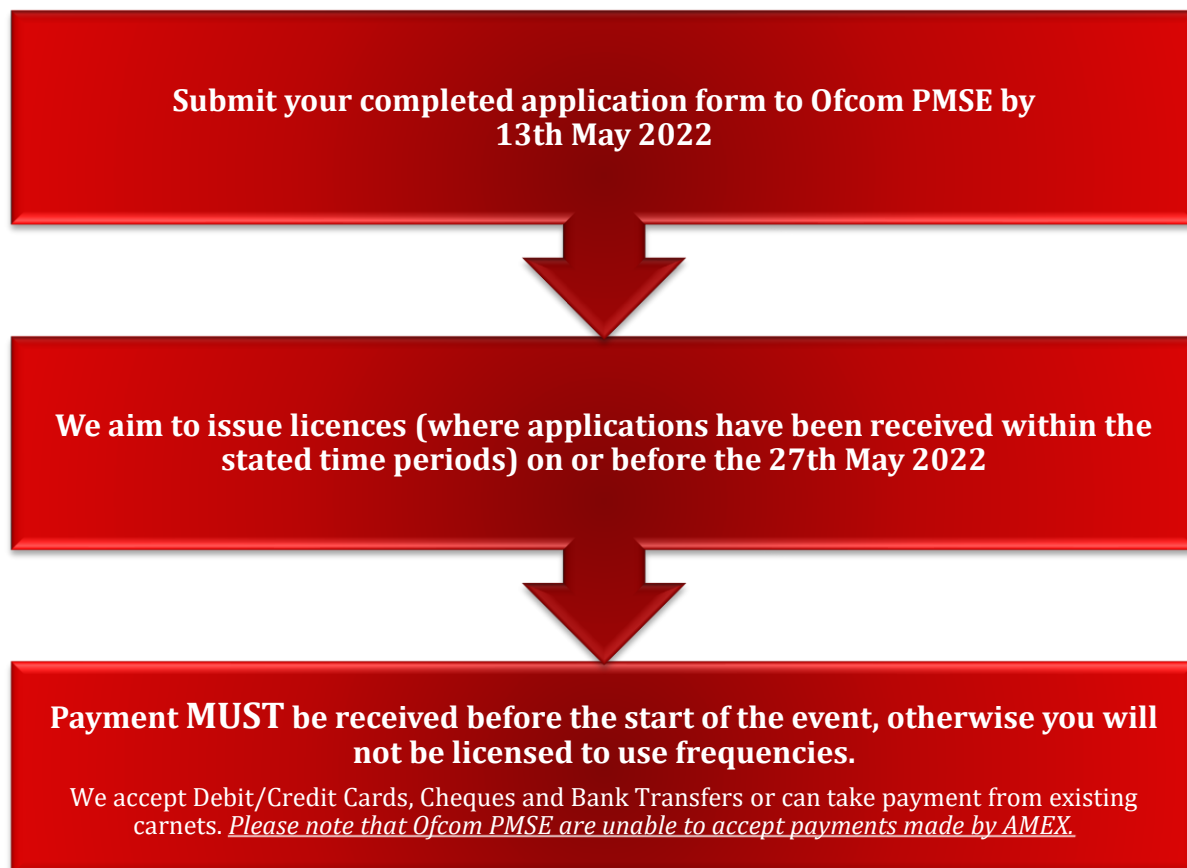 Submit your completed application form to Ofcom PMSE by
13th May 2022
We aim to issue licences (where applications have been received within the
stated time periods) on or before the 27th May 2022
Payment MUST be received before the start of the event, otherwise you will
not be licensed to use frequencies.
We accept Debit/Credit Cards, Cheques and Bank Transfers or can take payment from existing
carnets. Please note that Ofcom PMSE are unable to accept payments made by AMEX.